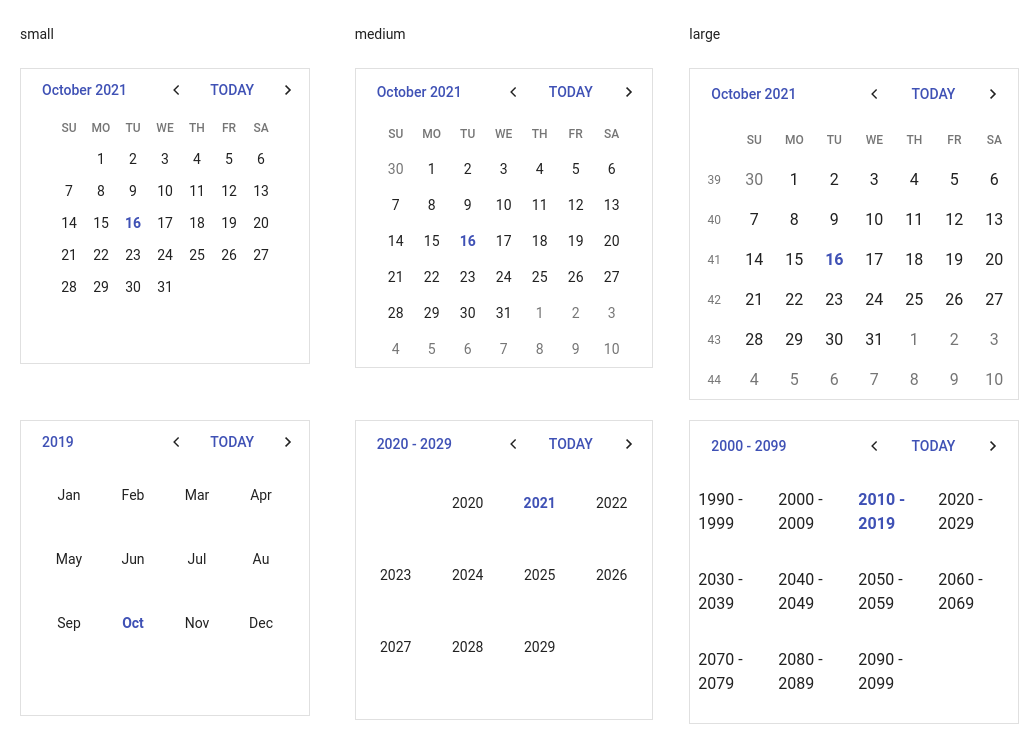 small
October 2021 TODAY
SU MO TU WE TH FR SA
1 2 3 4 5 6
7 8 9 10 11 12 13
14 15 16 17 18 19 20
21 22 23 24 25 26 27
28 29 30 31
medium
October 2021 TODAY
SU MO TU WE TH FR SA
30 1 2 3 4 5 6
7 8 9 10 11 12 13
14 15 16 17 18 19 20
21 22 23 24 25 26 27
28 29 30 31 1 2 3
4 5 6 7 8 9 10
large
October 2021 TODAY
SU MO TU WE TH FR SA
39 30 1 2 3 4 5 6
40 7 8 9 10 11 12 13
41 14 15 16 17 18 19 20
42 21 22 23 24 25 26 27
43 28 29 30 31 1 2 3
44 4 5 6 7 8 9 10
2019 TODAY
Jan Feb Mar Apr
May Jun Jul Au
Sep Oct Nov Dec
2020 - 2029 TODAY
2020 2021 2022
2023 2024 2025 2026
2027 2028 2029
2000 - 2099 TODAY
1990 - 2000 - 2010 - 2020 -
1999 2009 2019 2029
2030 - 2040 - 2050 - 2060 -
2039 2049 2059 2069
2070 - 2080 - 2090 -
2079 2089 2099